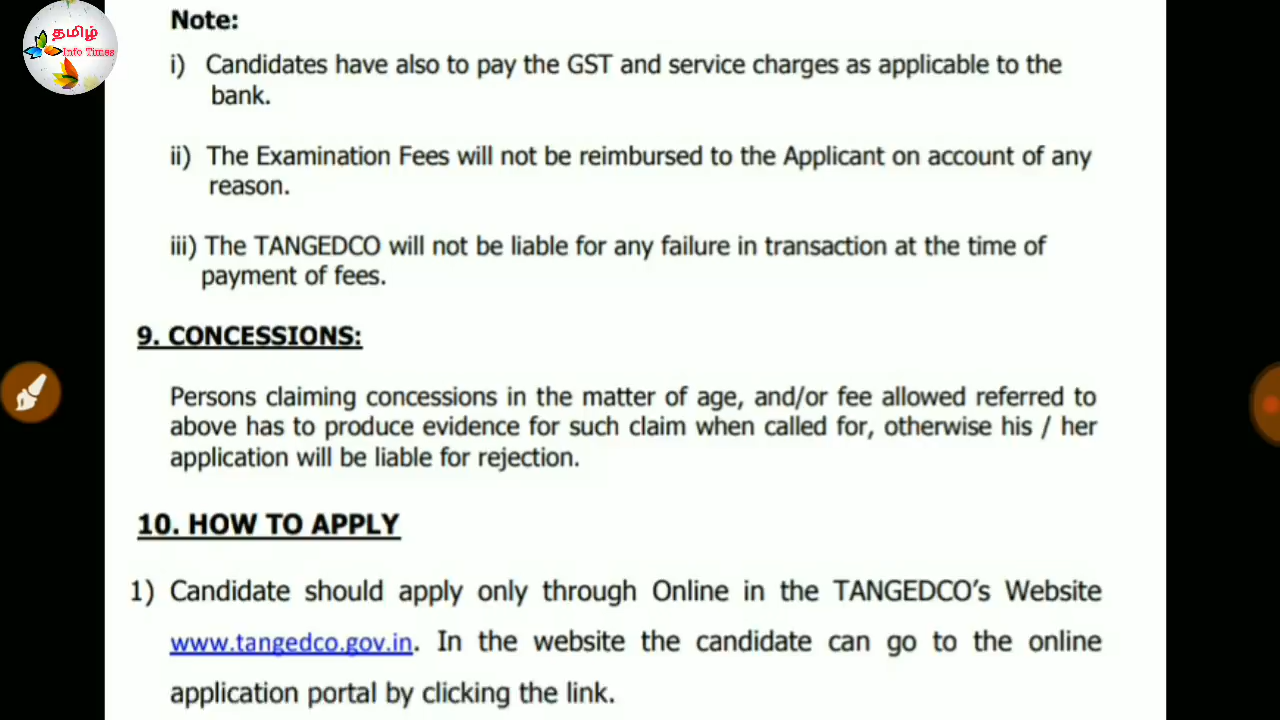 தமிழ்
Info Times
Note:
i) Candidates have also to pay the GST and service charges as applicable to the
bank.
ii) The Examination Fees will not be reimbursed to the Applicant on account of any
reason.
iii) The TANGEDCO will not be liable for any failure in transaction at the time of
payment of fees.
9. CONCESSIONS:
Persons claiming concessions in the matter of age, and/or fee allowed referred to
above has to produce evidence for such claim when called for, otherwise his / her
application will be liable for rejection.
10. HOW TO APPLY
1) Candidate should apply only through Online in the TANGEDCO’s Website
www.tangedco.gov.in. In the website the candidate can go to the online
application portal by clicking the link.